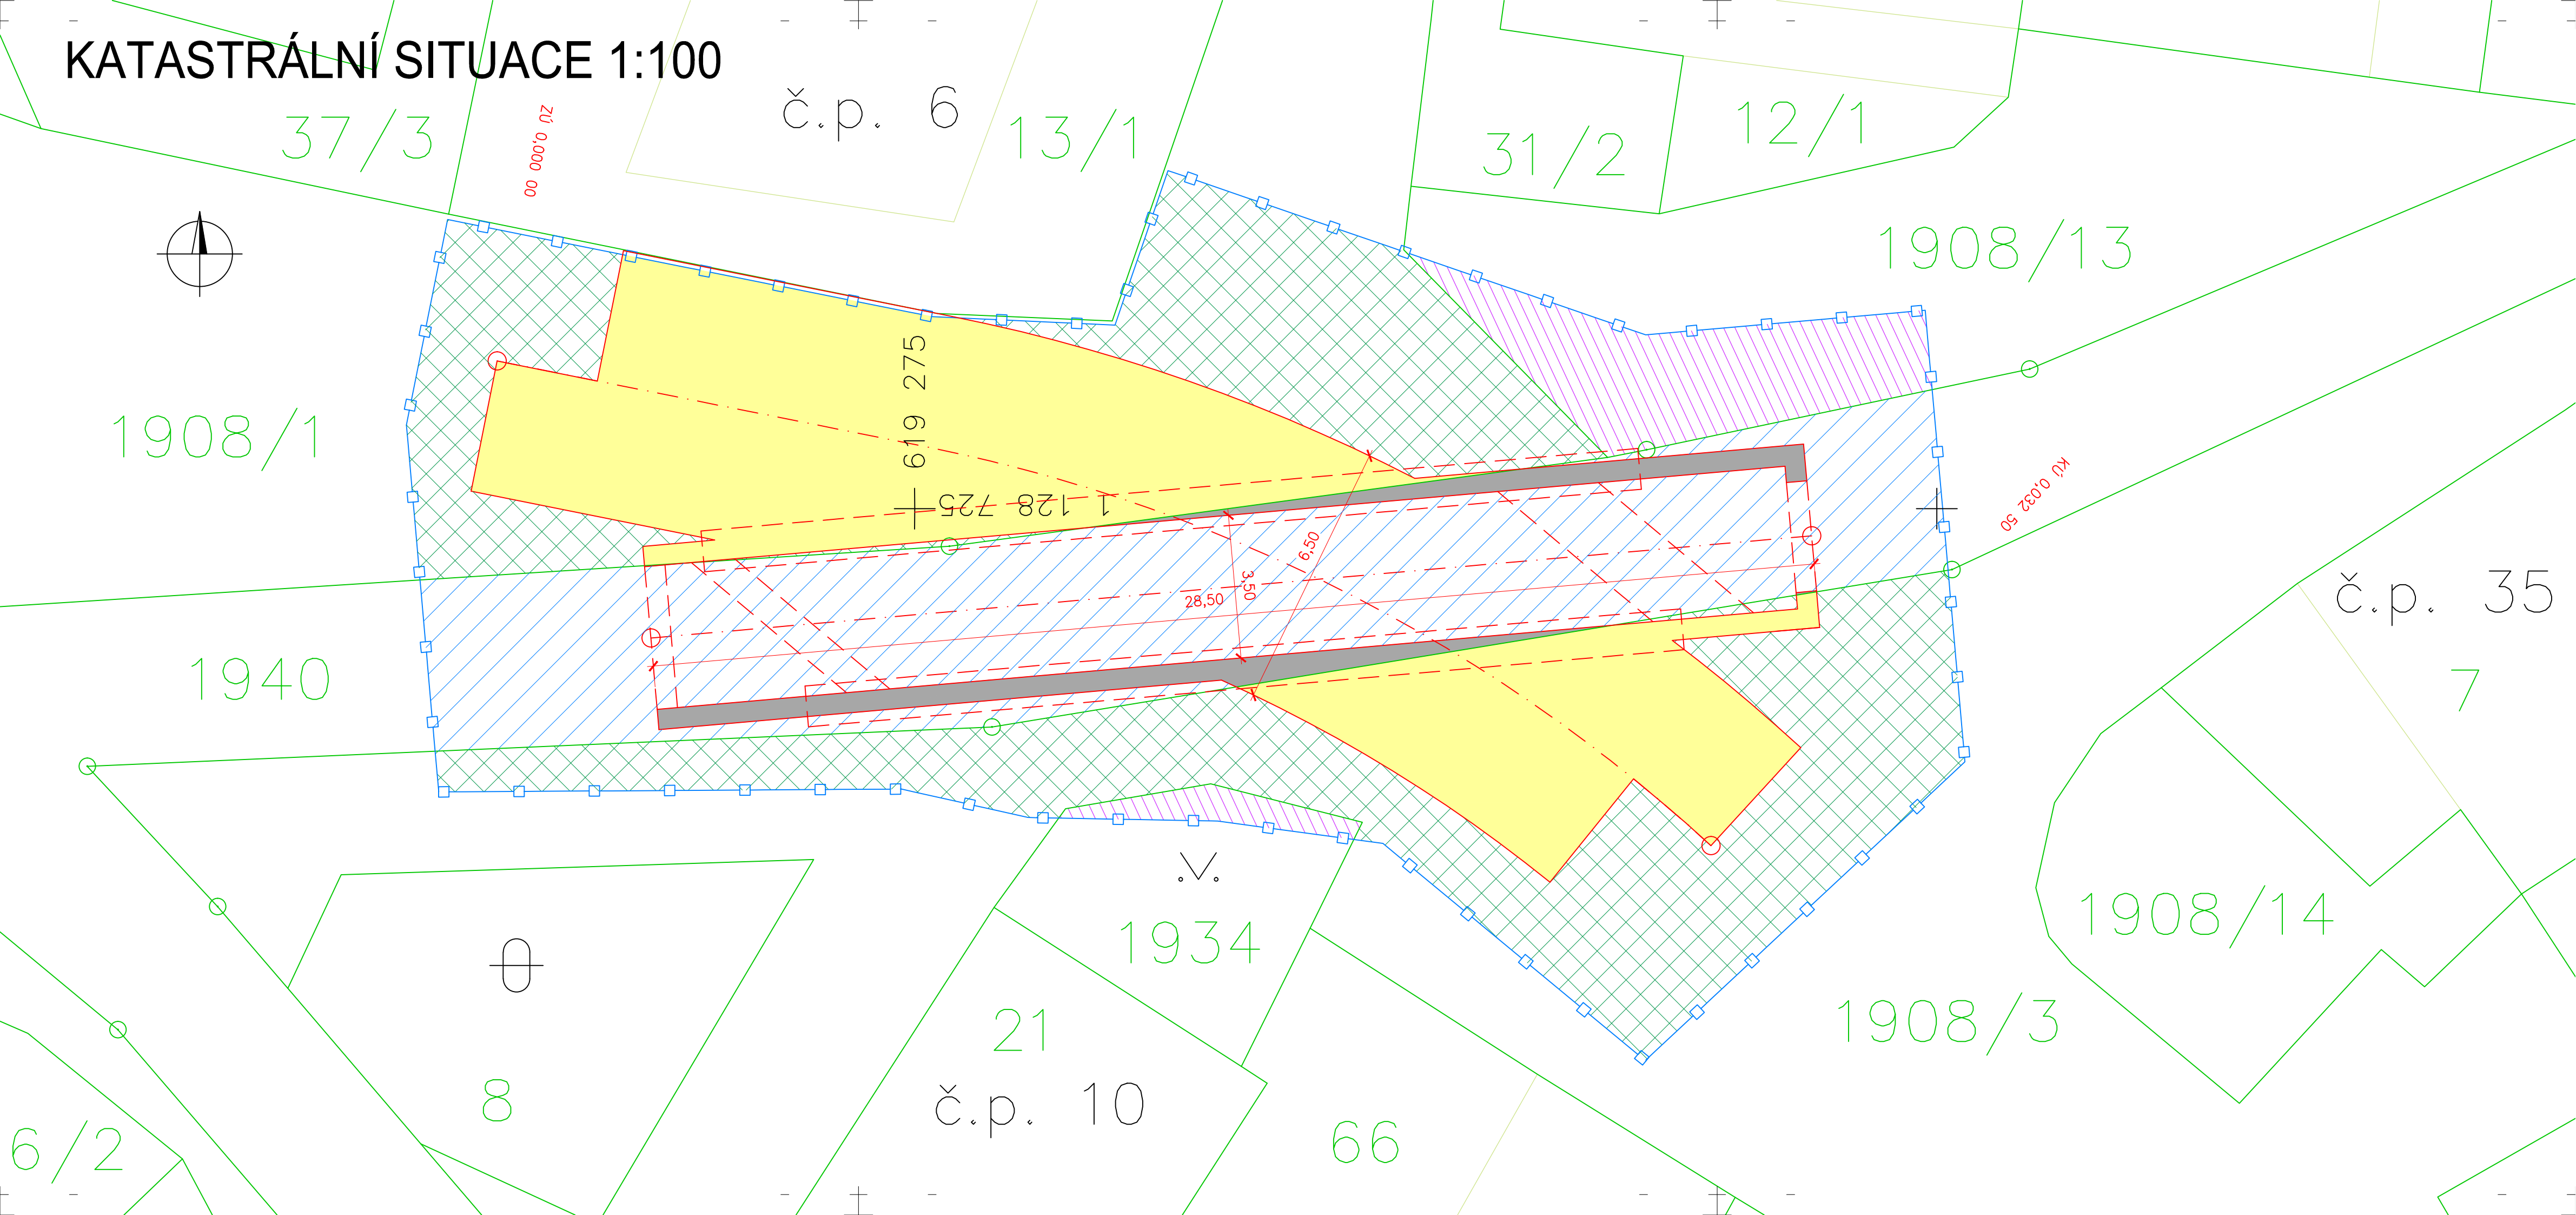 KATASTRÁLNÍ SITUACE 1:100
č.p. 6
37/3
ZÚ 0,000 00
13/1
31/2
12/1
1908/13
619 275
1908/1
1 128 725
KÚ 0,032 50
6,50
3,50
28,50
č.p. 35
1940
7
1934
1908/14
1908/3
21
8
č.p. 10
66
6/2